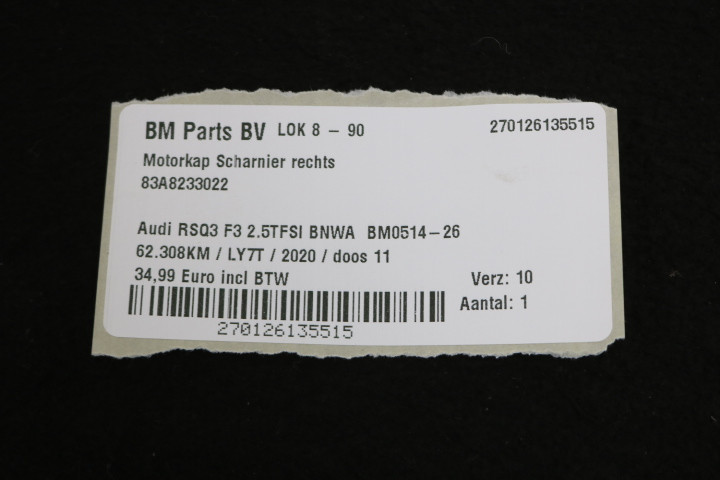 BM Parts BV LOK 8 - 90 270126135515
Motorkap Scharnier rechts
83A8233022
Audi RSQ3 F3 2.5TFSI BNWA BM0514-26
62.308KM / LY7T / 2020 / doos 11
34,99 Euro incl BTW Verz: 10
Aantal: 1
270126135515